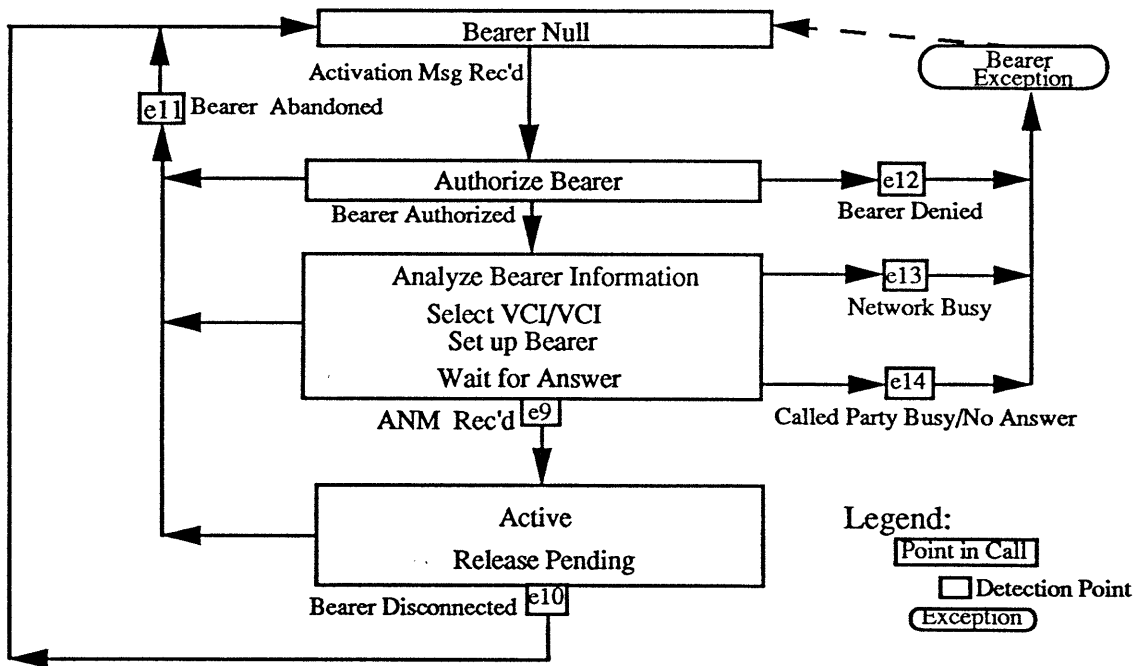 Bearer Null
Activation Msg Rec'd
Bearer
Exception
e11 Bearer Abandoned
Authorize Bearer
e12
Bearer Authorized
Bearer Denied
Analyze Bearer Information
e13
Select VCI/VCI
Network Busy
Set up Bearer
Wait for Answer
e14
ANM Rec'd e9
Called Party Busy/No Answer
Active
Release Pending
Bearer Disconnected e10
Legend:
Point in Call
Detection Point
Exception